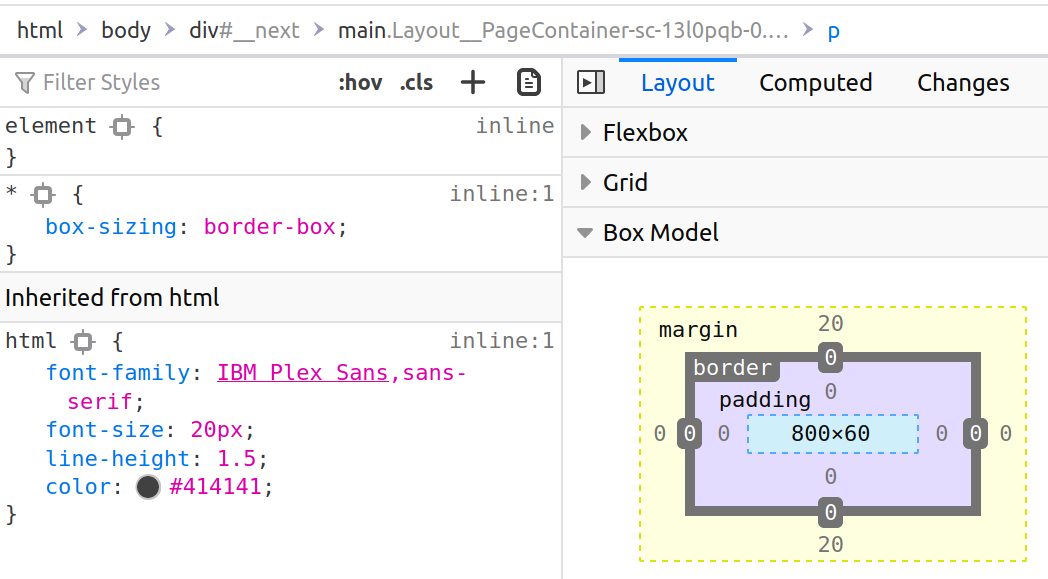 html > body > div#__next > main.Layout__PageContainer-sc-13l0pqb-0.… > p
Filter Styles :hov .cls +
element { inline
}
* { inline:1
box-sizing: border-box;
}
Inherited from html
html { inline:1
font-family: IBM Plex Sans,sans-
serif;
font-size: 20px;
line-height: 1.5;
color: #414141;
}
Layout Computed Changes
Flexbox
Grid
Box Model
margin 20
border 0
padding 0
0 0 0 800×60 0 0 0
0
0
20